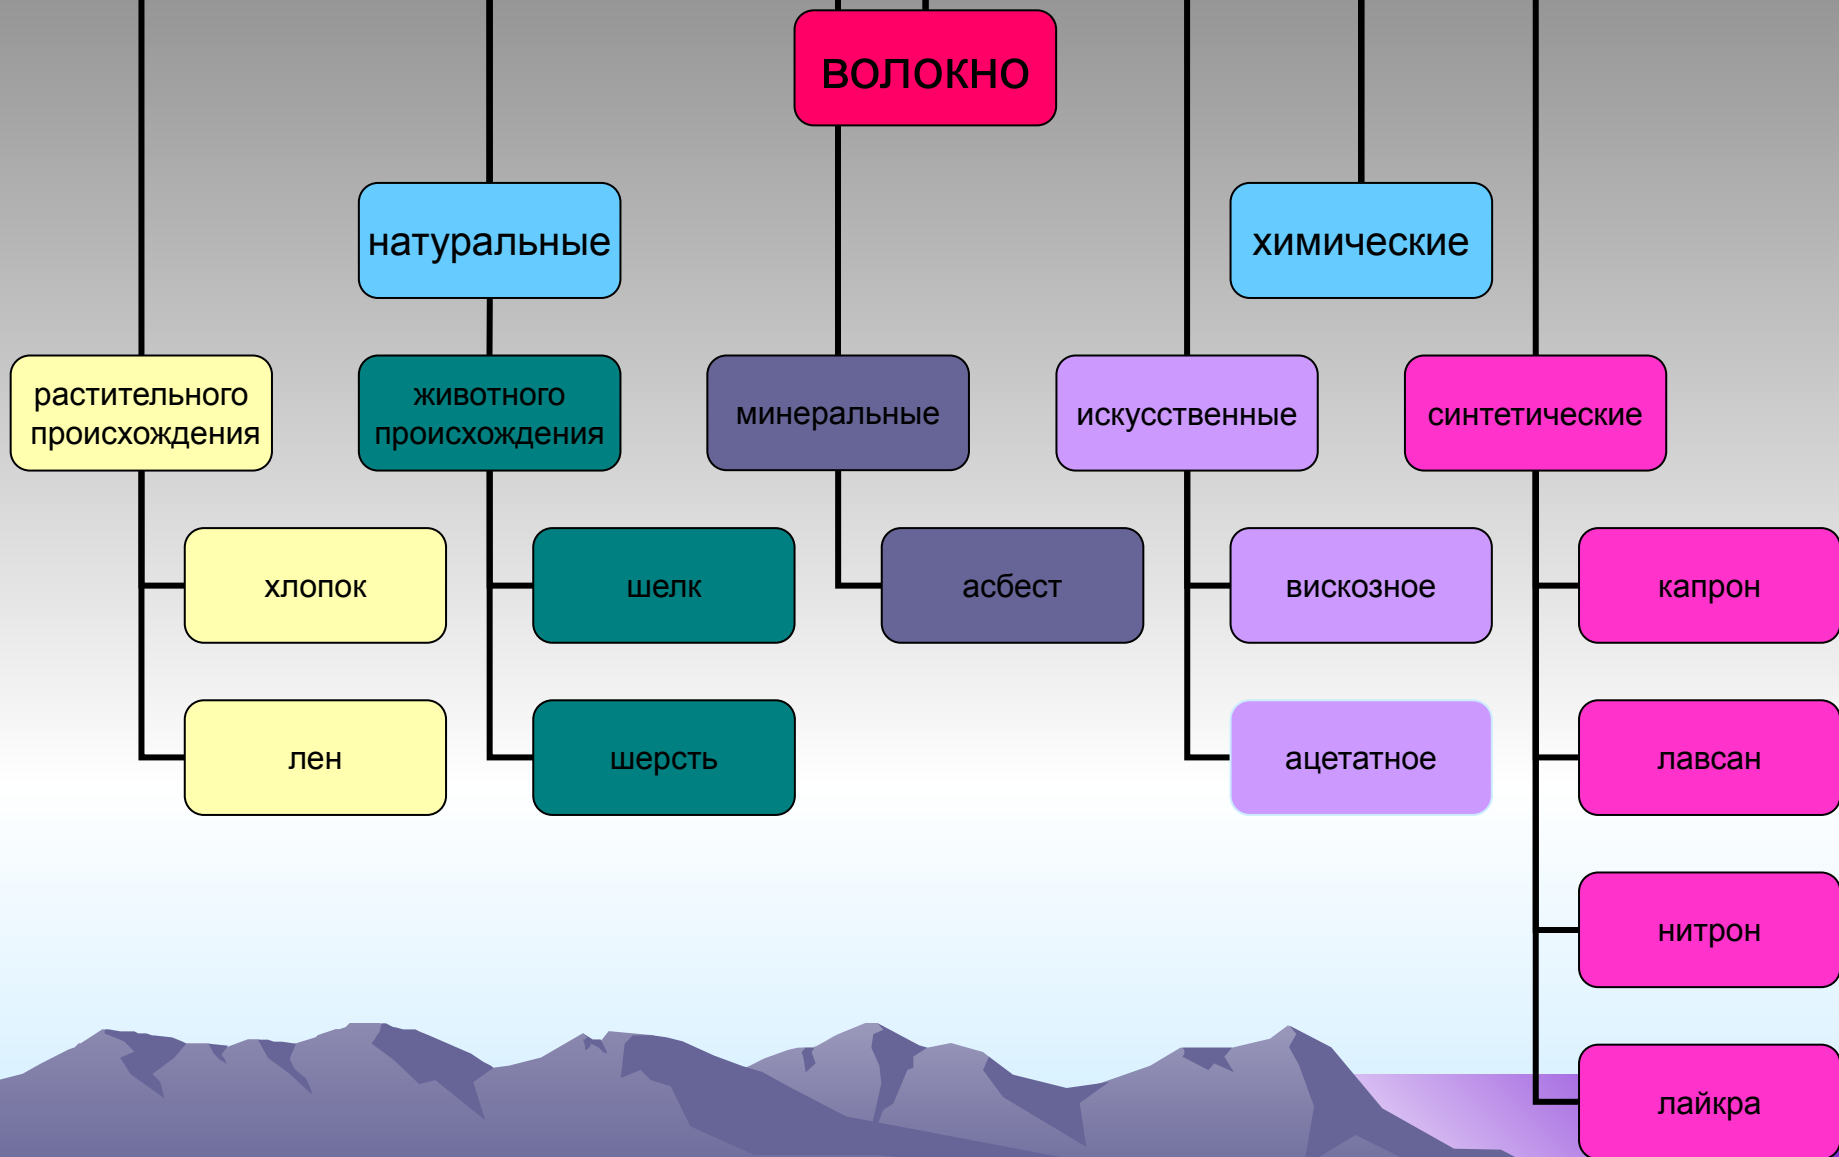 волокно
натуральные
химические
растительного
происхождения
животного
происхождения
минеральные
искусственные
синтетические
хлопок
шелк
асбест
вискозное
капрон
лен
шерсть
ацетатное
лавсан
нитрон
лайкра